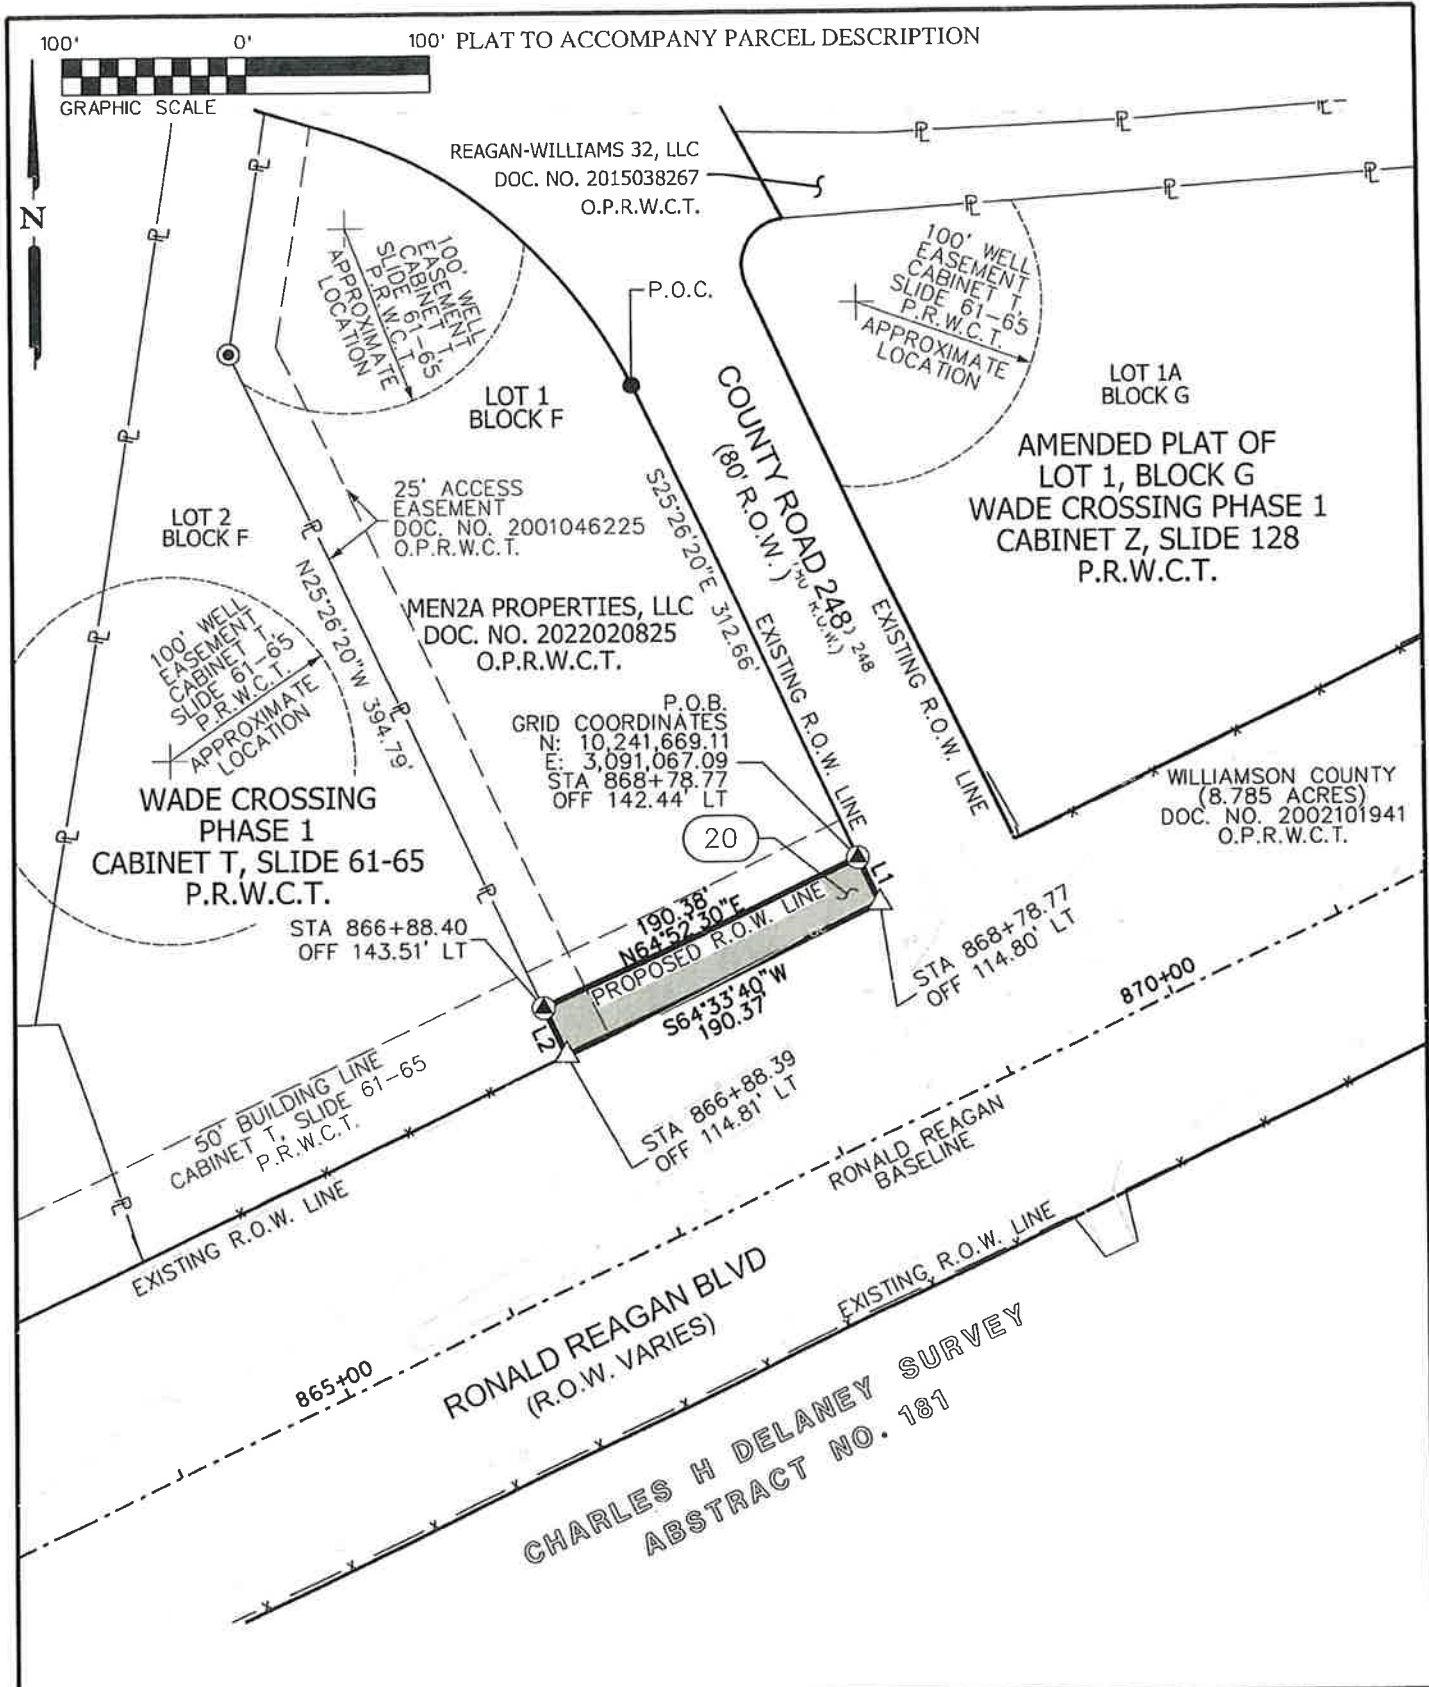 100' 0' 100' PLAT TO ACCOMPANY PARCEL DESCRIPTION
GRAPHIC SCALE
N
REAGAN-WILLIAMS 32, LLC
DOC. NO. 2015038267
O.P.R.W.C.T.
100' WELL
EASEMENT
CABINET T,
SLIDE 61-65
P.R.W.C.T.
APPROXIMATE
LOCATION
100' WELL
EASEMENT
CABINET T,
SLIDE 61-65
P.R.W.C.T.
APPROXIMATE
LOCATION
P.O.C.
LOT 1
BLOCK F
LOT 1A
BLOCK G
AMENDED PLAT OF
LOT 1, BLOCK G
WADE CROSSING PHASE 1
CABINET Z, SLIDE 128
P.R.W.C.T.
COUNTY ROAD 248
(80' R.O.W.)
248
R.O.W.)
25' ACCESS
EASEMENT
DOC. NO. 2001046225
O.P.R.W.C.T.
LOT 2
BLOCK F
S25°26'20"E 312.66'
EXISTING R.O.W. LINE
EXISTING R.O.W. LINE
N25°26'20"W 394.79'
MEN2A PROPERTIES, LLC
DOC. NO. 2022020825
O.P.R.W.C.T.
100' WELL
EASEMENT
CABINET T,
SLIDE 61-65
P.R.W.C.T.
APPROXIMATE
LOCATION
P.O.B.
GRID COORDINATES
N: 10,241,669.11
E: 3,091,067.09
STA 868+78.77
OFF 142.44' LT
WADE CROSSING
PHASE 1
CABINET T, SLIDE 61-65
P.R.W.C.T.
WILLIAMSON COUNTY
(8.785 ACRES)
DOC. NO. 2002101941
O.P.R.W.C.T.
20
L1
STA 866+88.40
OFF 143.51' LT
190.38'
N64°52'30"E
PROPOSED R.O.W. LINE
S64°33'40"W
190.37'
L2
STA 868+78.77
OFF 114.80' LT
870+00
50' BUILDING LINE
CABINET T, SLIDE 61-65
P.R.W.C.T.
STA 866+88.39
OFF 114.81' LT
RONALD REAGAN
BASELINE
EXISTING R.O.W. LINE
EXISTING R.O.W. LINE
RONALD REAGAN BLVD
(R.O.W. VARIES)
865+00
CHARLES H DELANEY SURVEY
ABSTRACT NO. 181